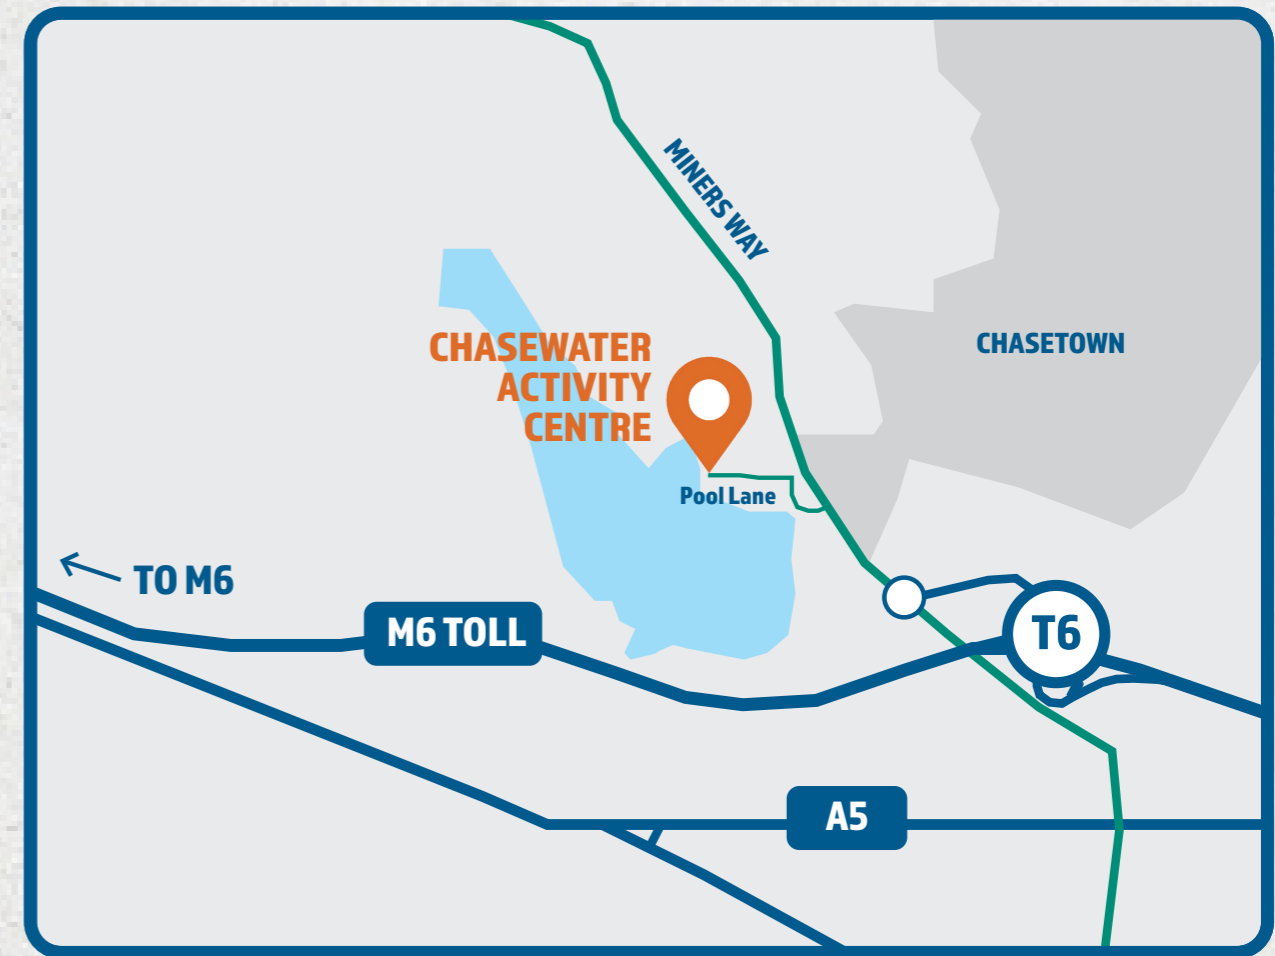 MINERS WAY
CHASEWATER
ACTIVITY
CENTRE
CHASETOWN
Pool Lane
TO M6
M6 TOLL
T6
A5